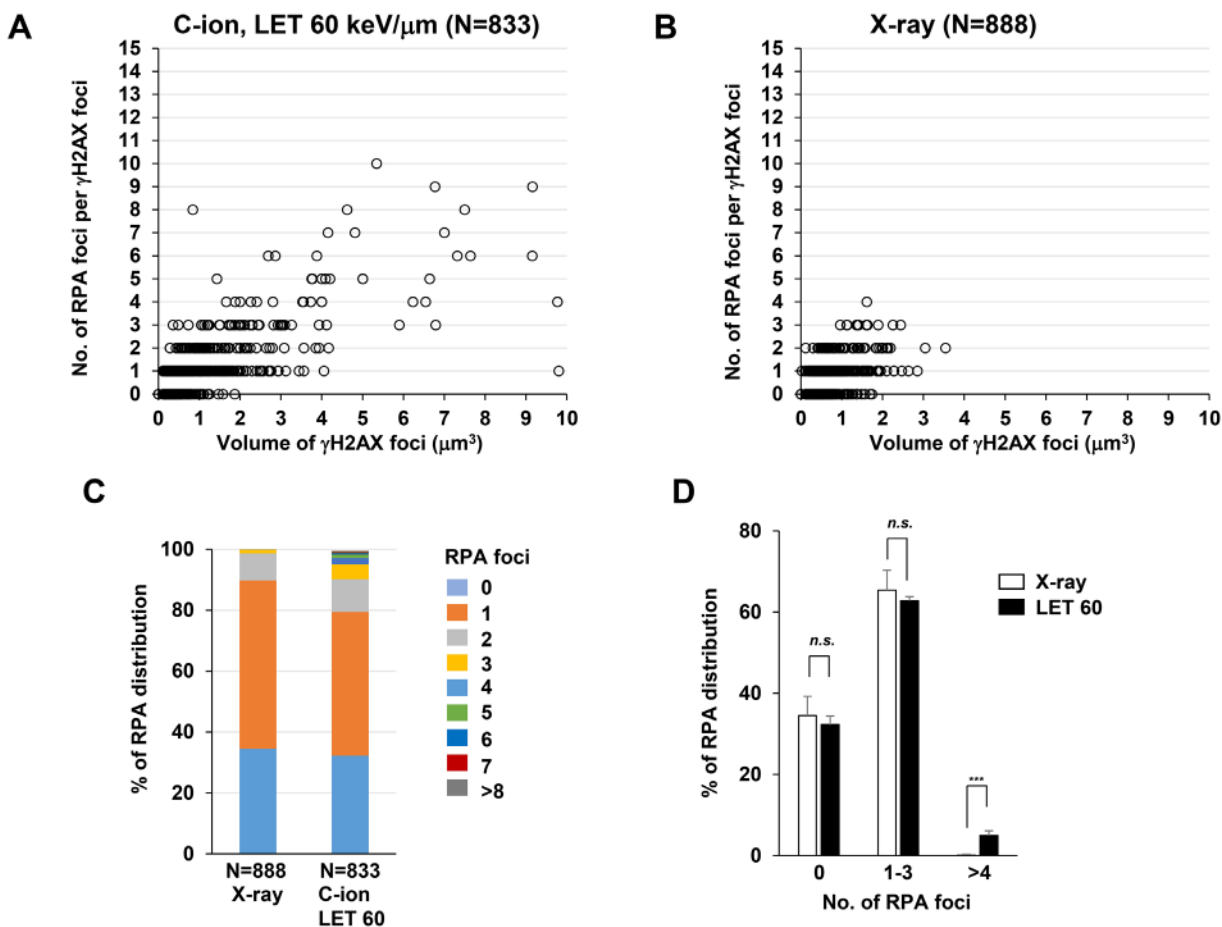 A
C-ion, LET 60 keV/μm (N=833)
No. of RPA foci per γH2AX foci
15
14
13
12
11
10
9
8
7
6
5
4
3
2
1
0
0 1 2 3 4 5 6 7 8 9 10
Volume of γH2AX foci (μm³)
B
X-ray (N=888)
No. of RPA foci per γH2AX foci
15
14
13
12
11
10
9
8
7
6
5
4
3
2
1
0
0 1 2 3 4 5 6 7 8 9 10
Volume of γH2AX foci (μm³)
C
% of RPA distribution
100
80
60
40
20
0
N=888
X-ray
N=833
C-ion
LET 60
RPA foci
0
1
2
3
4
5
6
7
>8
D
% of RPA distribution
80
60
40
20
0
n.s.
n.s.
***
X-ray
LET 60
0 1-3 >4
No. of RPA foci